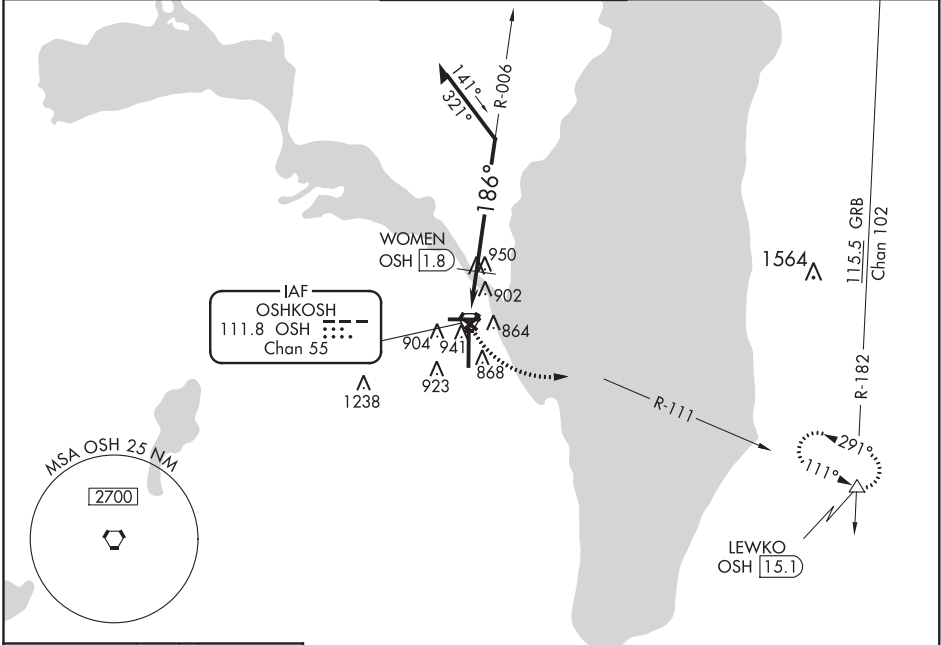 R-006
141°
321°
186°
WOMEN
OSH 1.8
950
902
IAF
OSHKOSH
111.8 OSH
Chan 55
904
941
864
868
923
1238
1564
115.5 GRB
Chan 102
R-182
R-111
291°
111°
LEWKO
OSH 15.1
MSA OSH 25 NM
2700